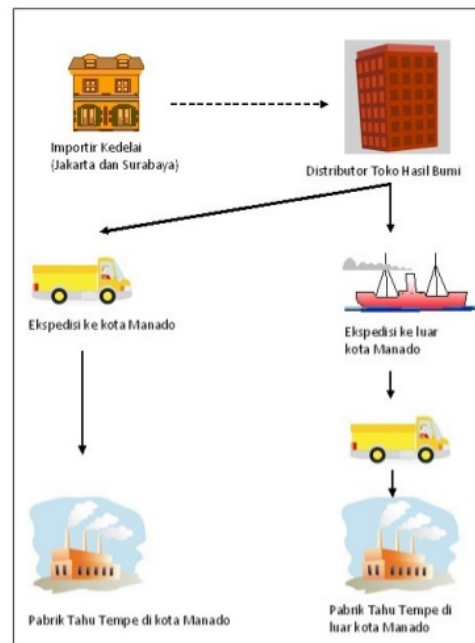 Importir Kedelai
(Jakarta dan Surabaya)
Distributor Toko Hasil Bumi
Ekspedisi ke kota Manado
Ekspedisi ke luar
kota Manado
Pabrik Tahu Tempe di kota Manado
Pabrik Tahu Tempe di
luar kota Manado